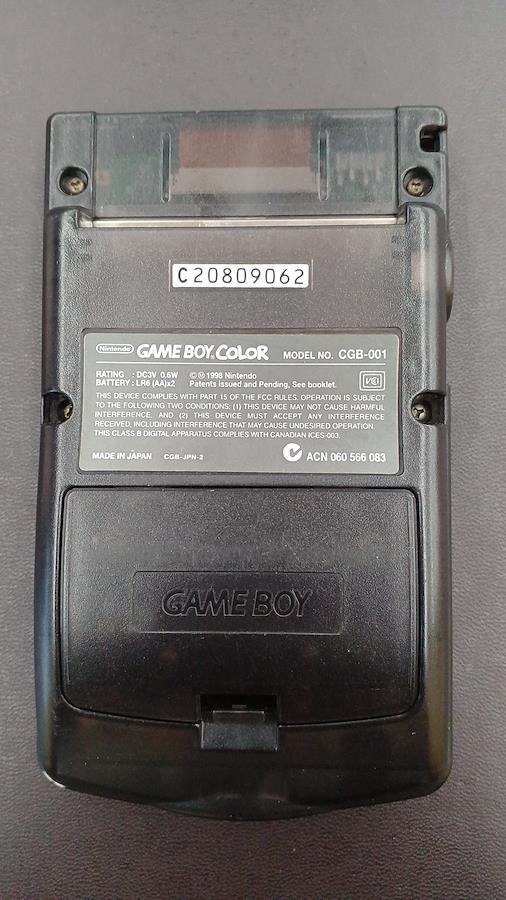 C20809062
Nintendo GAME BOY COLOR MODEL NO. CGB-001
RATING : DC3V 0.6W ©Ⓜ1998 Nintendo
BATTERY : LR6 (AA)x2 Patents issued and Pending, See booklet. VCI
THIS DEVICE COMPLIES WITH PART 15 OF THE FCC RULES. OPERATION IS SUBJECT
TO THE FOLLOWING TWO CONDITIONS: (1) THIS DEVICE MAY NOT CAUSE HARMFUL
INTERFERENCE, AND (2) THIS DEVICE MUST ACCEPT ANY INTERFERENCE
RECEIVED, INCLUDING INTERFERENCE THAT MAY CAUSE UNDESIRED OPERATION.
THIS CLASS B DIGITAL APPARATUS COMPLIES WITH CANADIAN ICES-003.
MADE IN JAPAN CGB-JPN-2 ACN 060 566 083
GAME BOY